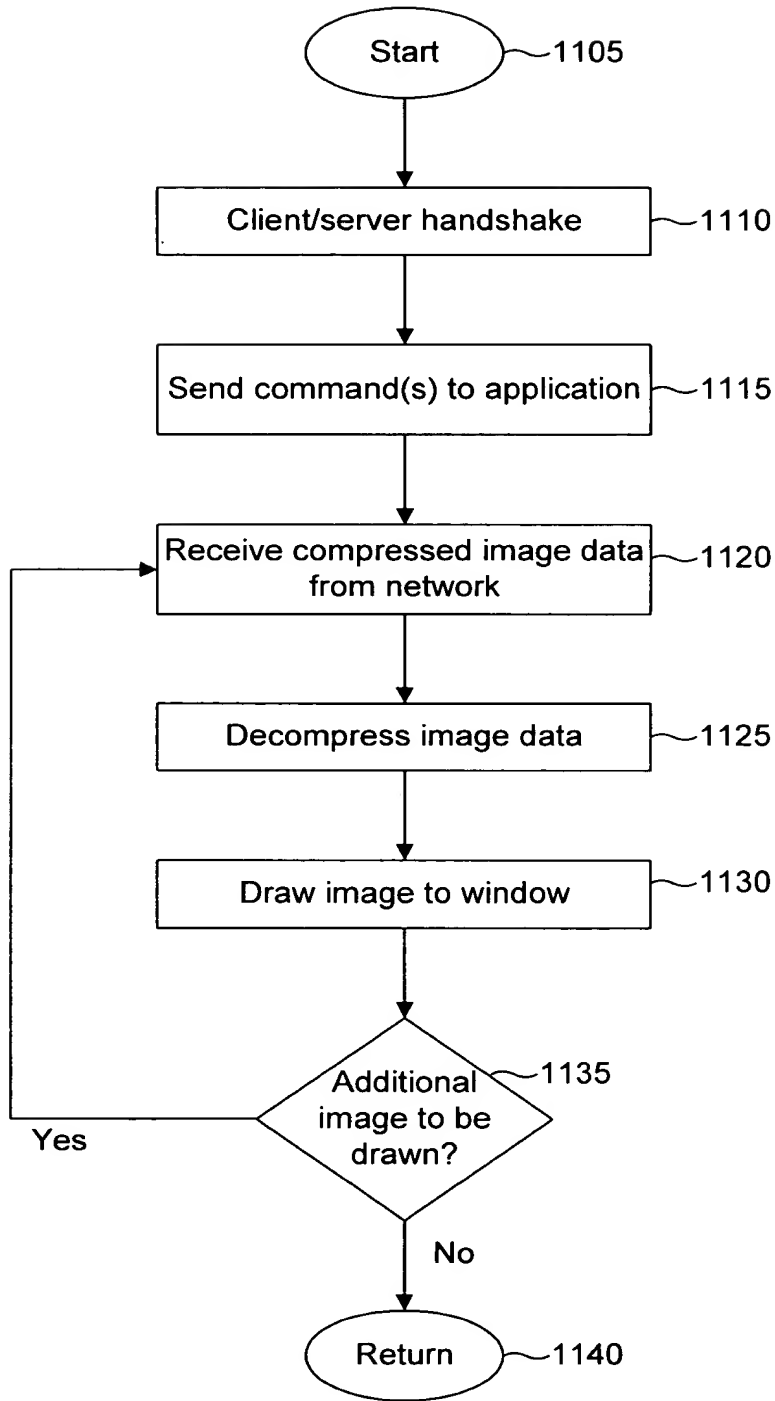 Start
1105
Client/server handshake
1110
Send command(s) to application
1115
Receive compressed image data
from network
1120
Decompress image data
1125
Draw image to window
1130
Additional
image to be
drawn?
1135
Yes
No
Return
1140